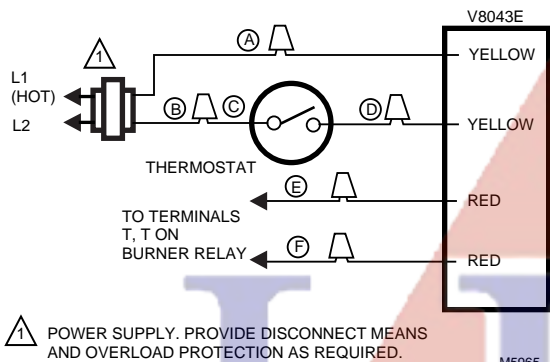 V8043E
A
1
YELLOW
L1
(HOT)
B
C
D
L2
YELLOW
THERMOSTAT
E
RED
TO TERMINALS
T, T ON
BURNER RELAY
F
RED
1 POWER SUPPLY. PROVIDE DISCONNECT MEANS
AND OVERLOAD PROTECTION AS REQUIRED.
M5965